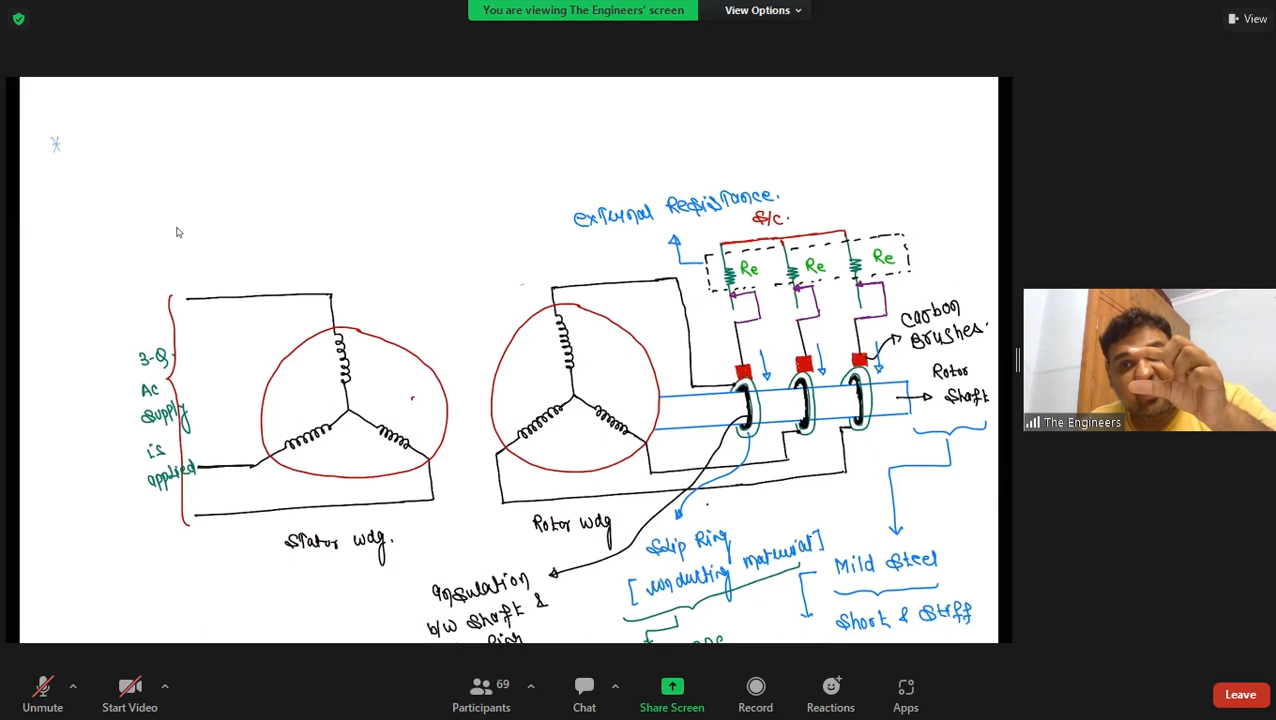 You are viewing The Engineers' screen
View Options
View
External Resistance.
S/C.
Re
Re
Re
Carbon
Brushes.
Rotor
Shaft
3-φ
AC
Supply
is
applied
Stator wdg.
Rotor wdg
Slip Ring
[conducting material]
Insulation
b/w Shaft &
Mild Steel
Short & Stiff
The Engineers
Unmute
Start Video
69
Participants
Chat
Share Screen
Record
Reactions
Apps
Leave